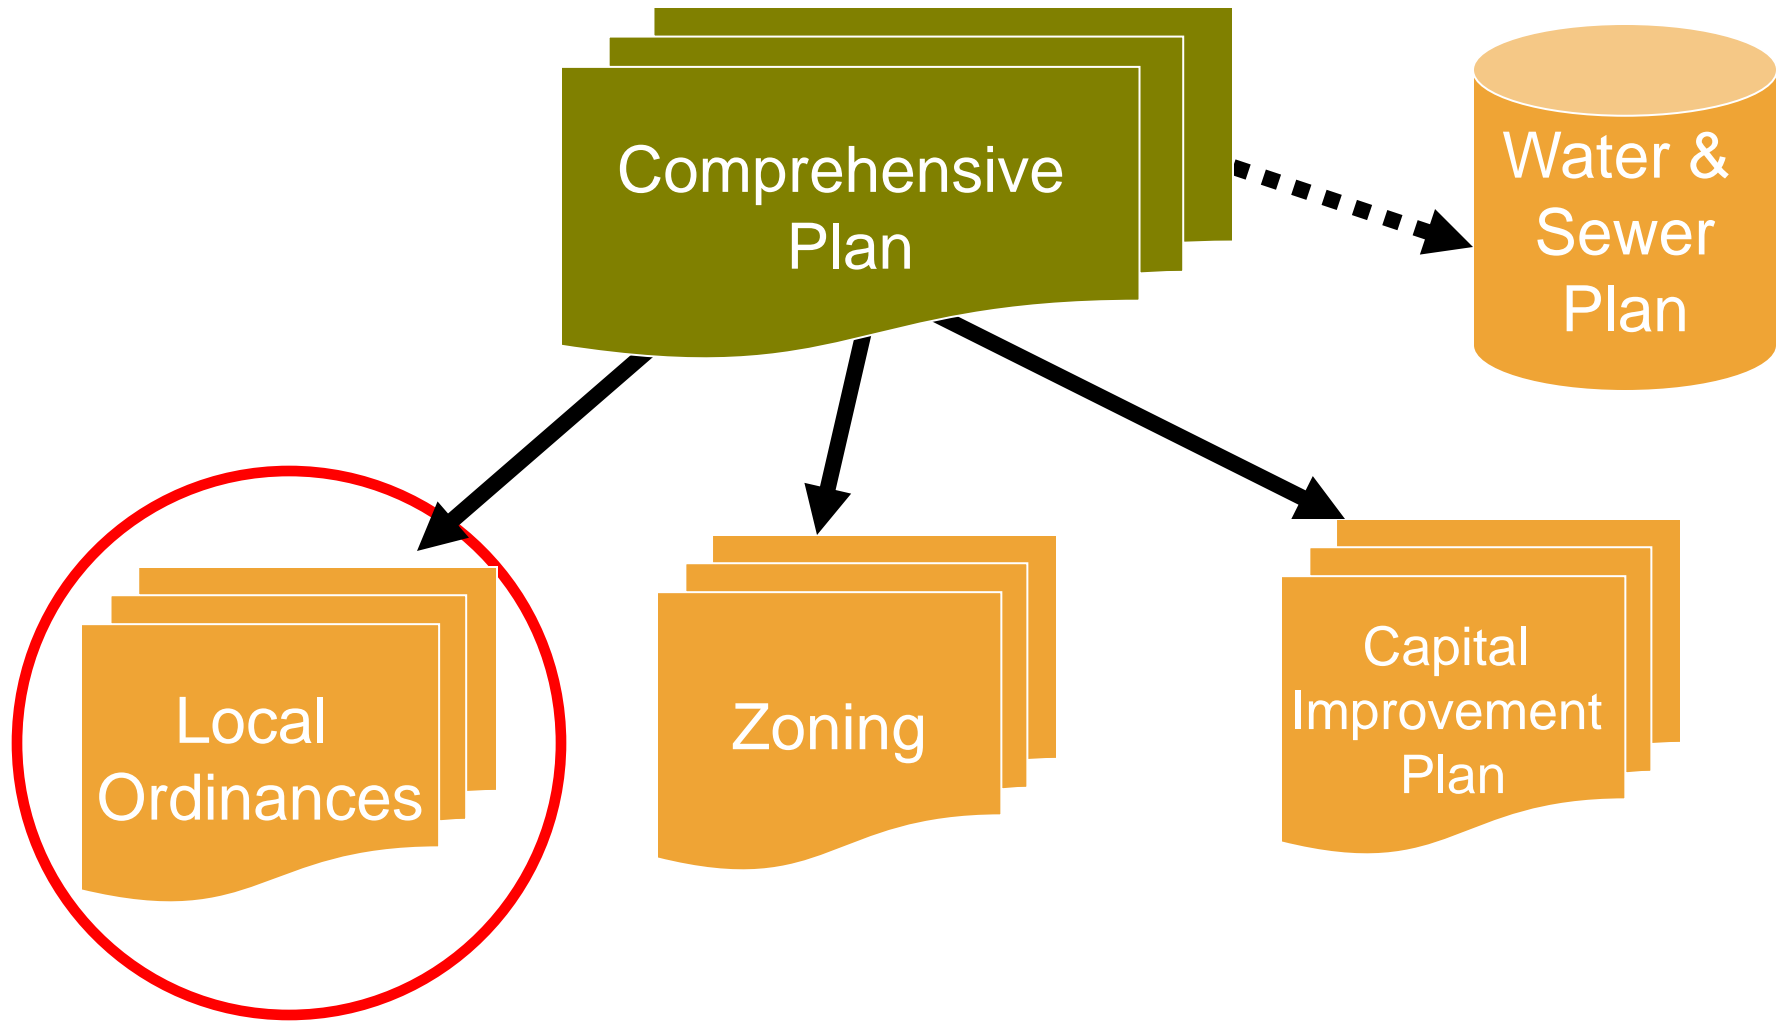 Comprehensive
Plan
Water &
Sewer
Plan
Local
Ordinances
Zoning
Capital
Improvement
Plan